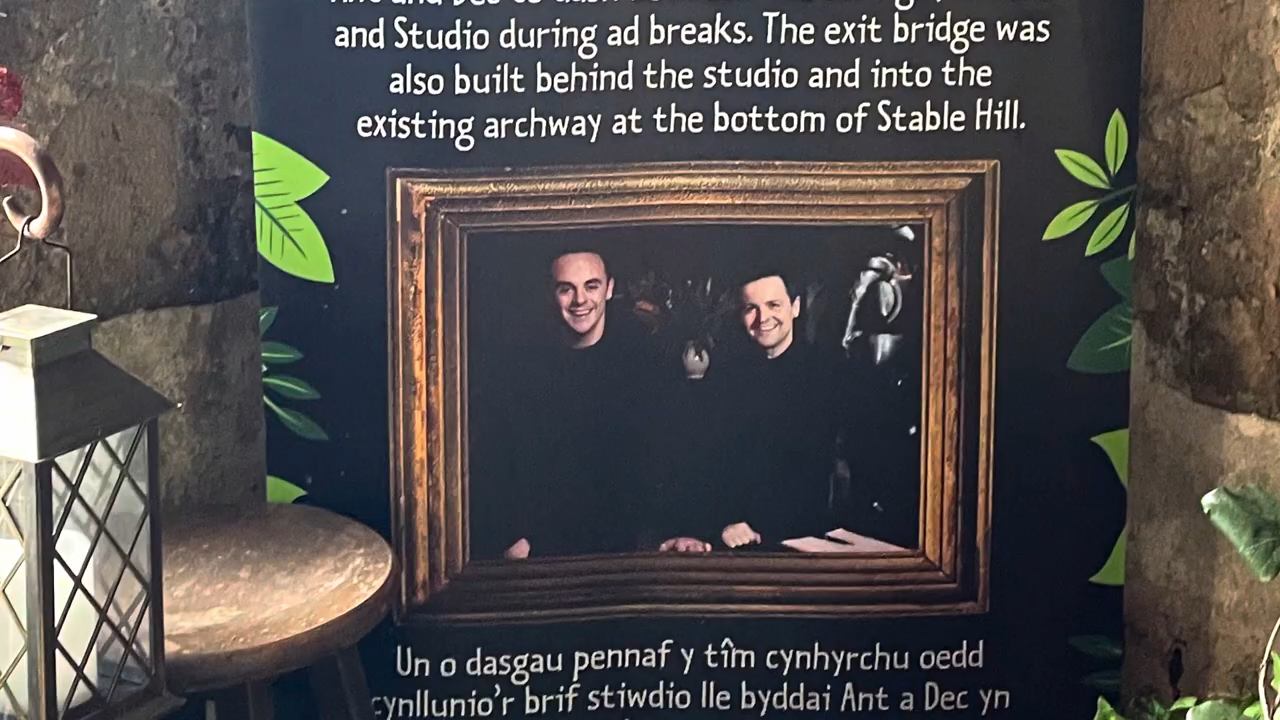 and Studio during ad breaks. The exit bridge was
also built behind the studio and into the
existing archway at the bottom of Stable Hill.
Un o dasgau pennaf y tîm cynhyrchu oedd
cynllunio'r brif stiwdio lle byddai Ant a Dec yn